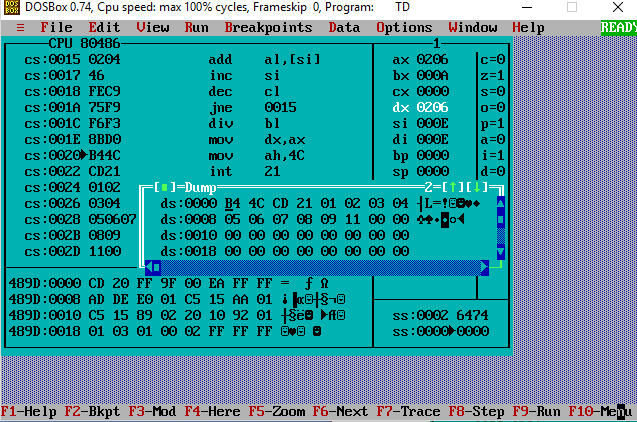 DOSBox 0.74, Cpu speed: max 100% cycles, Frameskip 0, Program: TD
≡ File Edit View Run Breakpoints Data Options Window Help READY
CPU 80486 1
cs:0015 0204 add al,[si] ax 0206 c=0
cs:0017 46 inc si bx 000A z=1
cs:0018 FEC9 dec cl cx 0000 s=0
cs:001A 75F9 jne 0015 dx 0206 o=0
cs:001C F6F3 div bl si 000E p=1
cs:001E 8BD0 mov dx,ax di 000E a=0
cs:0020►B44C mov ah,4C bp 0000 i=1
cs:0022 CD21 int 21 sp 0000 d=0
cs:0024 0102
[■]=Dump 2=[↑][↓]
cs:0026 0304 ds:0000 B4 4C CD 21 01 02 03 04 ┤L=!☺☻♥♦
cs:0028 050607 ds:0008 05 06 07 08 09 11 00 00 ♣♠•◘○◄
cs:002B 0809 ds:0010 00 00 00 00 00 00 00 00
cs:002D 1100 ds:0018 00 00 00 00 00 00 00 00
489D:0000 CD 20 FF 9F 00 EA FF FF = ƒ Ω
489D:0008 AD DE E0 01 C5 15 AA 01 ¡▐α☺┼§¬☺
489D:0010 C5 15 89 02 20 10 92 01 ┼§ë☻ ►Æ☺ ss:0002 6474
489D:0018 01 03 01 00 02 FF FF FF ☺♥☺ ☻ ss:0000►0000
F1-Help F2-Bkpt F3-Mod F4-Here F5-Zoom F6-Next F7-Trace F8-Step F9-Run F10-Menu